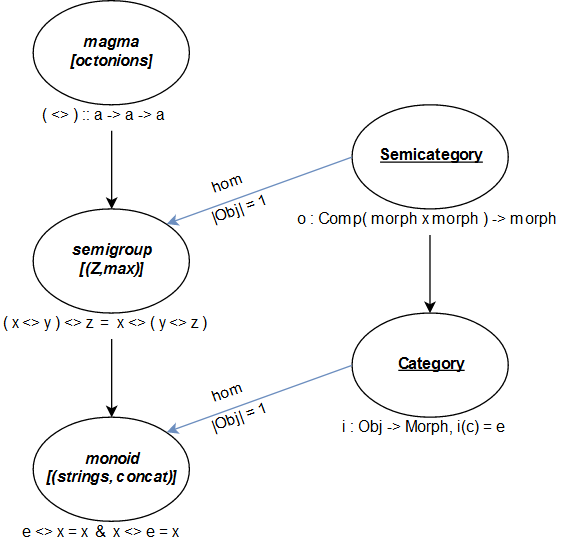 magma
[octonions]
( <> ) :: a -> a -> a
Semicategory
o : Comp( morph x morph ) -> morph
hom
|Obj| = 1
semigroup
[(Z,max)]
( x <> y ) <> z = x <> ( y <> z )
Category
i : Obj -> Morph, i(c) = e
hom
|Obj| = 1
monoid
[(strings, concat)]
e <> x = x & x <> e = x